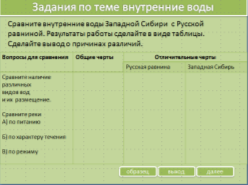 Задания по теме внутренние воды
Сравните внутренние воды Западной Сибири с Русской
равниной. Результаты работы сделайте в виде таблицы.
Сделайте вывод о причинах различий.
Вопросы для сравнения Общие черты Отличительные черты
Русская равнина Западная Сибирь
Сравните наличие
различных
видов вод
и их размещение.
Сравните реки
А) по питанию
Б) по характеру течения
В) по режиму
образец вывод далее